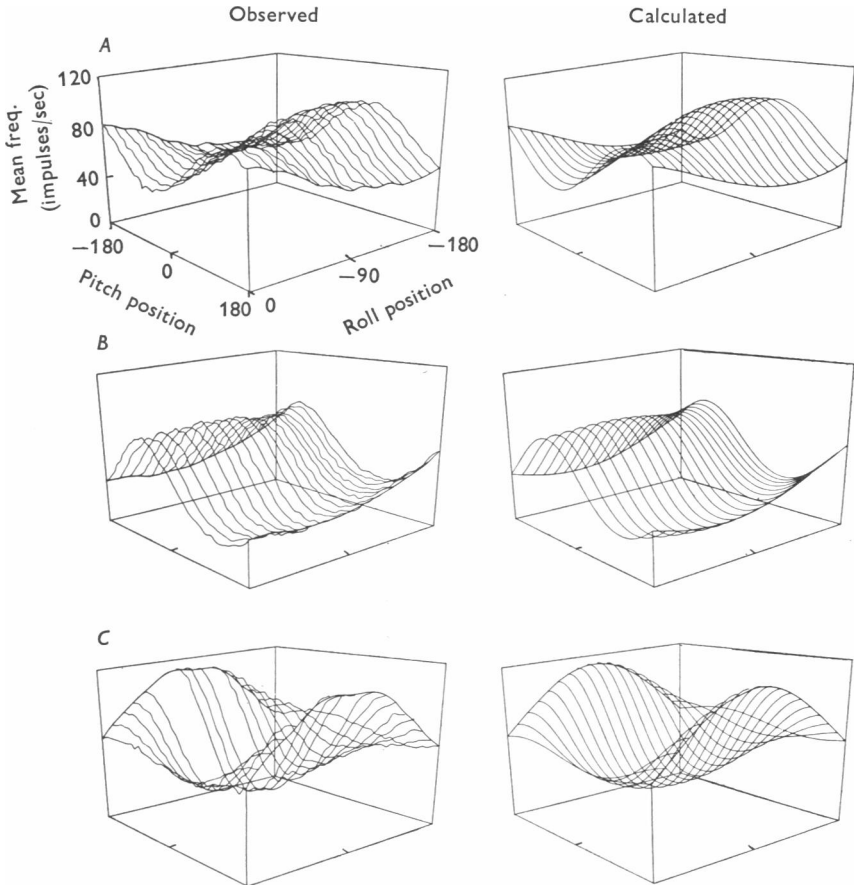 Observed
Calculated
A
Mean freq.
(impulses/sec)
120
80
40
0
—180
0
180
Pitch position
0
—90
—180
Roll position
B
C